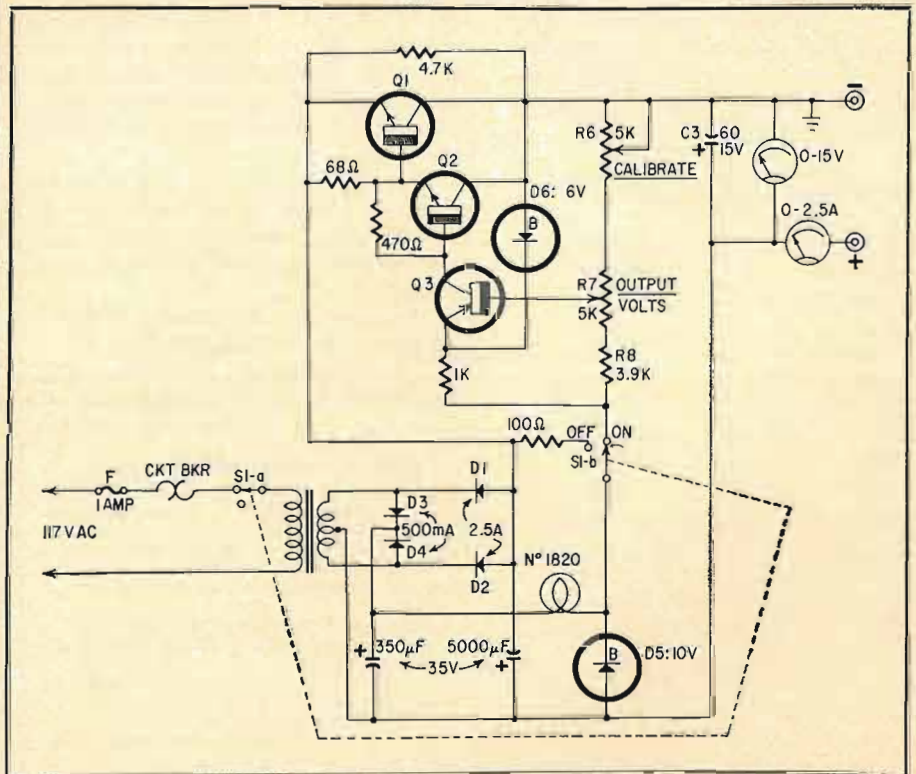 4.7K
Q1
R6 5K
CALIBRATE
C3 60
+ 15V
−
0-15V
68Ω
Q2
D6: 6V
B
0-2.5A
+
470Ω
Q3
R7
5K
OUTPUT
VOLTS
1K
R8
3.9K
100Ω
OFF
ON
S1-b
F
1 AMP
CKT BKR
S1-a
117V AC
D1
D3
500mA
2.5A
D4
D2
Nº 1820
350µF
+
5000µF
+
35V
B
D5:10V